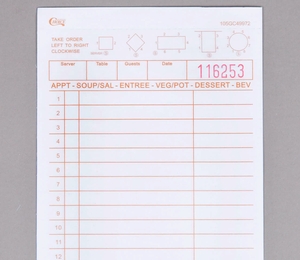 TAKE ORDER
LEFT TO RIGHT
CLOCKWISE
Server Table Guests Date
116253
APPT - SOUP/SAL - ENTREE - VEG/POT - DESSERT - BEV
1
2
3
4
5
6
7
8
9
10
11
12